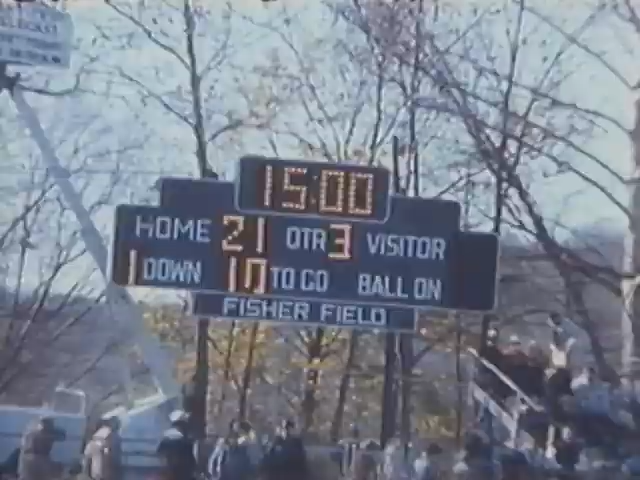 15:00
HOME 21 QTR 3 VISITOR
1 DOWN 10 TO GO BALL ON
FISHER FIELD